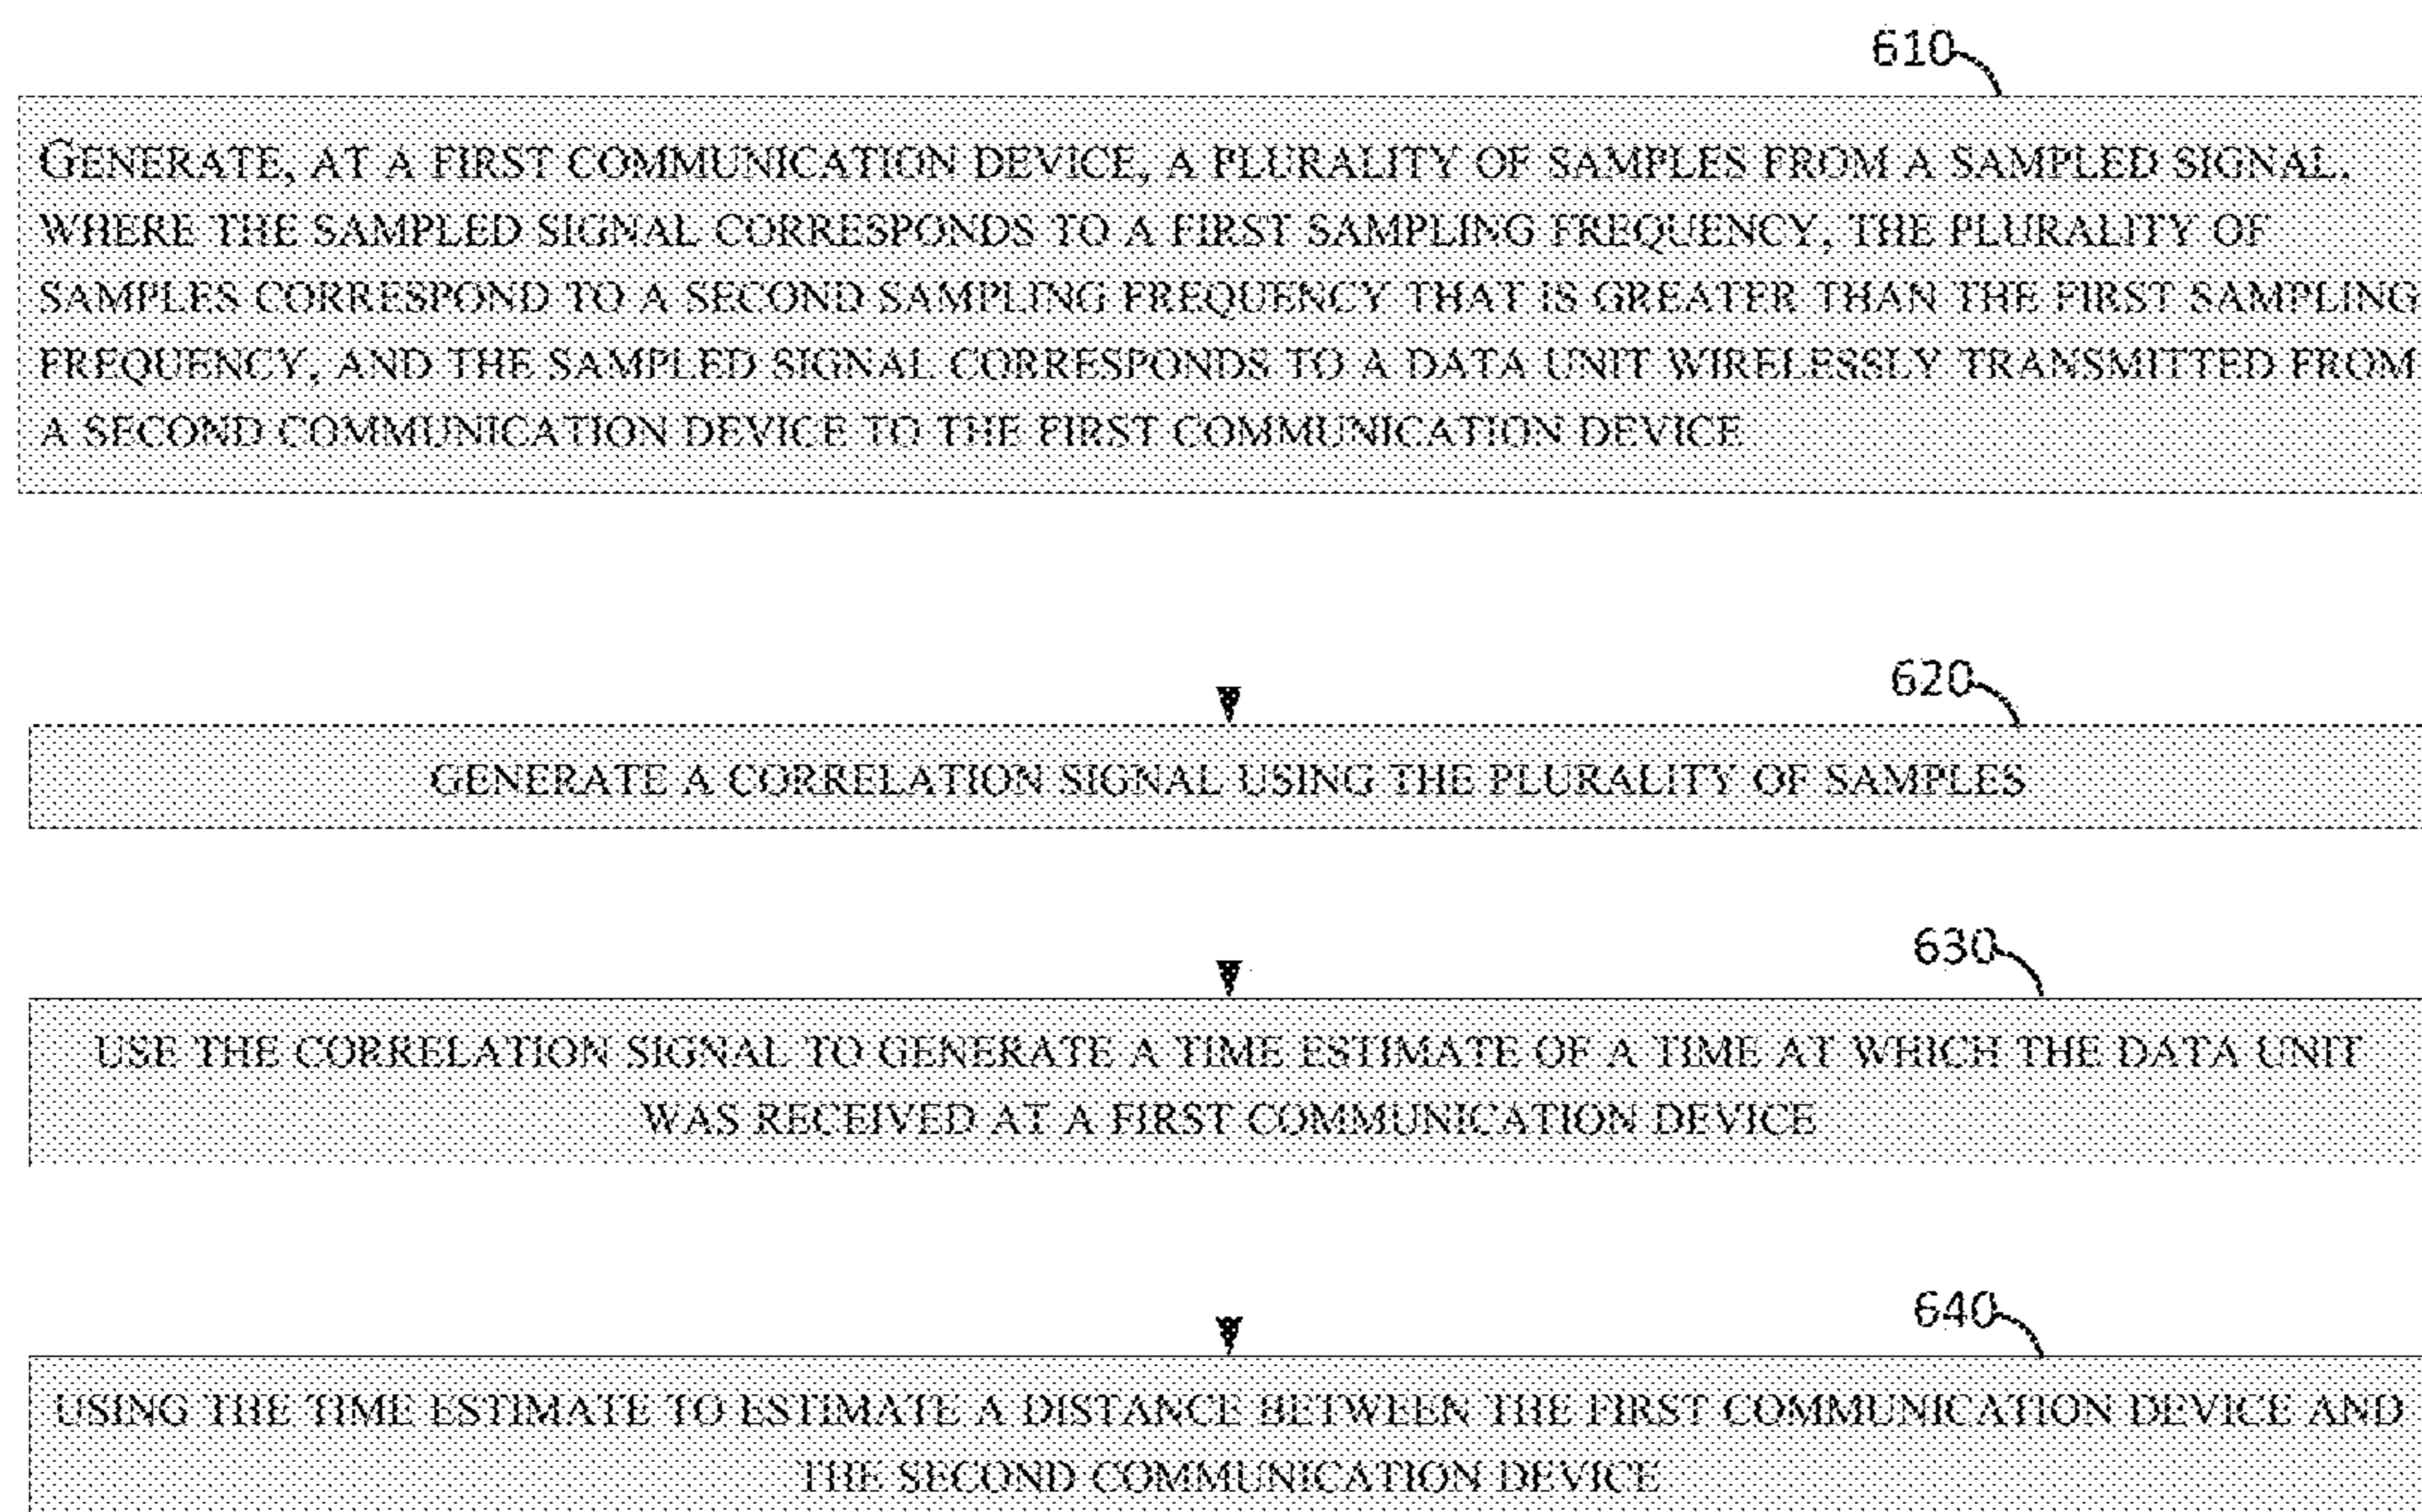 610
GENERATE, AT A FIRST COMMUNICATION DEVICE, A PLURALITY OF SAMPLES FROM A SAMPLED SIGNAL,
WHERE THE SAMPLED SIGNAL CORRESPONDS TO A FIRST SAMPLING FREQUENCY, THE PLURALITY OF
SAMPLES CORRESPOND TO A SECOND SAMPLING FREQUENCY THAT IS GREATER THAN THE FIRST SAMPLING
FREQUENCY, AND THE SAMPLED SIGNAL CORRESPONDS TO A DATA UNIT WIRELESSLY TRANSMITTED FROM
A SECOND COMMUNICATION DEVICE TO THE FIRST COMMUNICATION DEVICE
620
GENERATE A CORRELATION SIGNAL USING THE PLURALITY OF SAMPLES
630
USE THE CORRELATION SIGNAL TO GENERATE A TIME ESTIMATE OF A TIME AT WHICH THE DATA UNIT
WAS RECEIVED AT A FIRST COMMUNICATION DEVICE
640
USING THE TIME ESTIMATE TO ESTIMATE A DISTANCE BETWEEN THE FIRST COMMUNICATION DEVICE AND
THE SECOND COMMUNICATION DEVICE